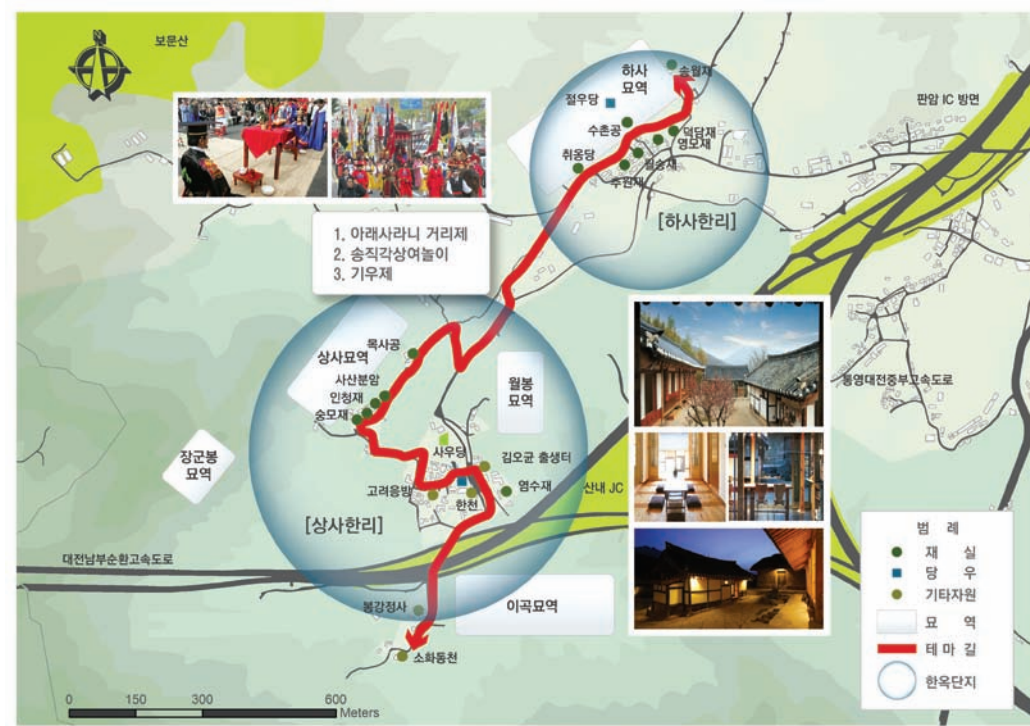 N
보문산
하사
묘역
송월재
절우당
판암 IC 방면
수촌공
덕담재
영모재
취옹당
필승재
추원재
[하사한리]
1. 아래사라니 거리제
2. 송직각상여놀이
3. 기우제
목사공
상사묘역
사산분암
인청재
숭모재
월봉
묘역
통영대전중부고속도로
장군봉
묘역
사우당
김오균 출생터
고려응방
한천
염수재
산내 JC
[상사한리]
대전남부순환고속도로
봉강정사
이곡묘역
소화동천
범 례
재 실
당 우
기타자원
묘 역
테 마 길
한옥단지
0 150 300 600
Meters